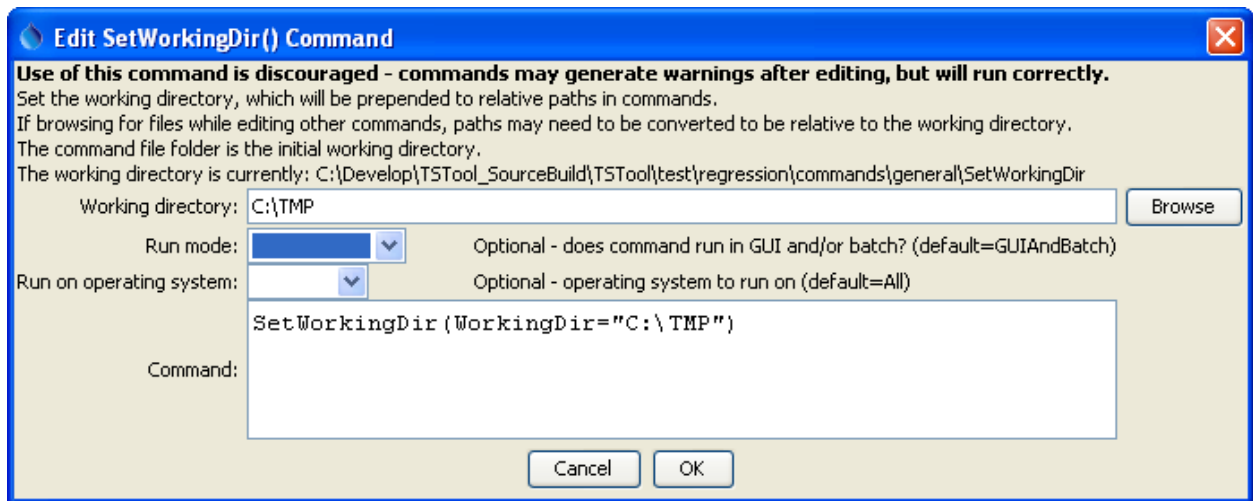 Edit SetWorkingDir() Command
Use of this command is discouraged - commands may generate warnings after editing, but will run correctly.
Set the working directory, which will be prepended to relative paths in commands.
If browsing for files while editing other commands, paths may need to be converted to be relative to the working directory.
The command file folder is the initial working directory.
The working directory is currently: C:\Develop\TSTool_SourceBuild\TSTool\test\regression\commands\general\SetWorkingDir
Working directory: C:\TMP Browse
Run mode: Optional - does command run in GUI and/or batch? (default=GUIAndBatch)
Run on operating system: Optional - operating system to run on (default=All)
SetWorkingDir(WorkingDir="C:\TMP")
Command:
Cancel OK